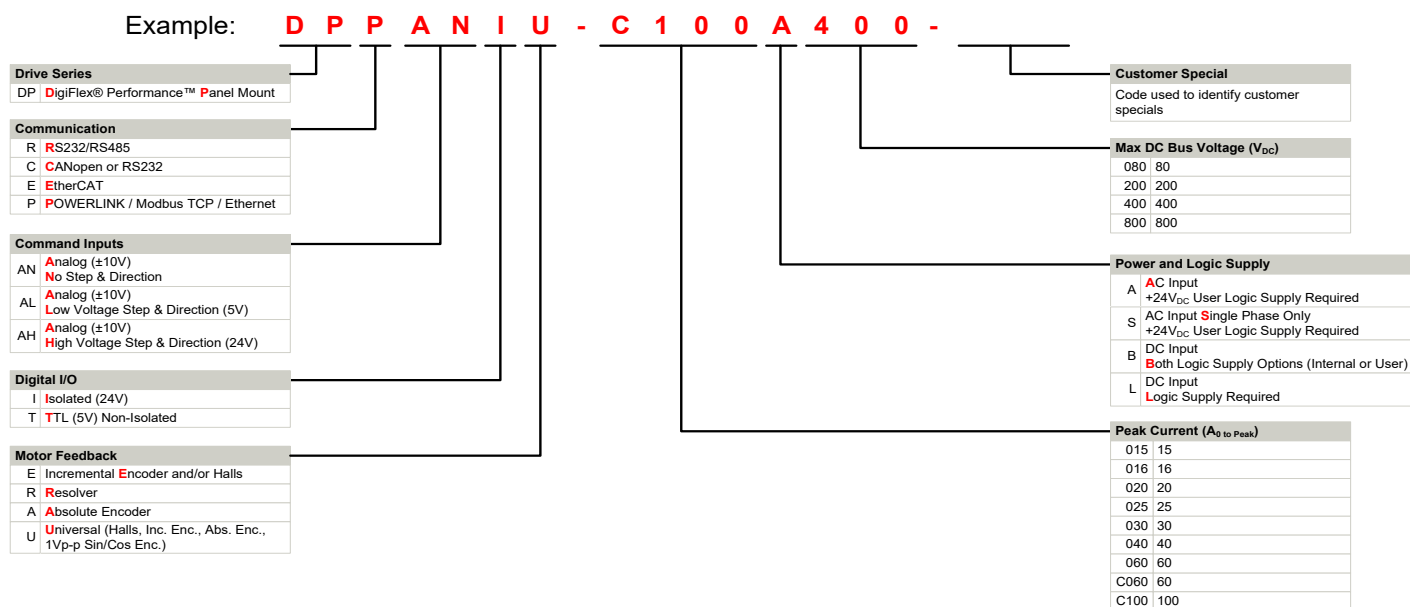 Example: D P P A N I U - C 1 0 0 A 4 0 0 -
Drive Series
DP DigiFlex® Performance™ Panel Mount
Communication
R RS232/RS485
C CANopen or RS232
E EtherCAT
P POWERLINK / Modbus TCP / Ethernet
Command Inputs
AN Analog (±10V)
No Step & Direction
AL Analog (±10V)
Low Voltage Step & Direction (5V)
AH Analog (±10V)
High Voltage Step & Direction (24V)
Digital I/O
I Isolated (24V)
T TTL (5V) Non-Isolated
Motor Feedback
E Incremental Encoder and/or Halls
R Resolver
A Absolute Encoder
U Universal (Halls, Inc. Enc., Abs. Enc.,
1Vp-p Sin/Cos Enc.)
Customer Special
Code used to identify customer
specials
Max DC Bus Voltage (VDC)
080 80
200 200
400 400
800 800
Power and Logic Supply
A AC Input
+24VDC User Logic Supply Required
S AC Input Single Phase Only
+24VDC User Logic Supply Required
B DC Input
Both Logic Supply Options (Internal or User)
L DC Input
Logic Supply Required
Peak Current (A0 to Peak)
015 15
016 16
020 20
025 25
030 30
040 40
060 60
C060 60
C100 100